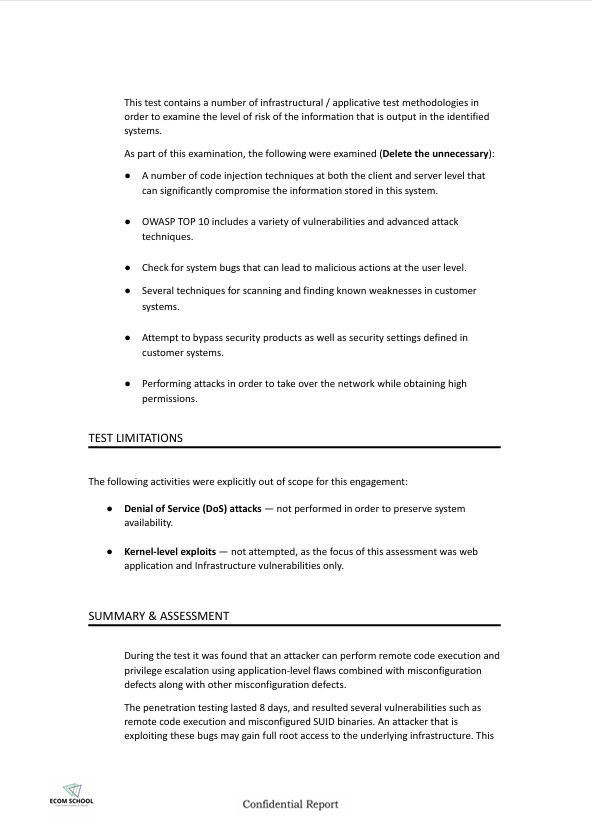 This test contains a number of infrastructural / applicative test methodologies in
order to examine the level of risk of the information that is output in the identified
systems.
As part of this examination, the following were examined (Delete the unnecessary):
● A number of code injection techniques at both the client and server level that
can significantly compromise the information stored in this system.
● OWASP TOP 10 includes a variety of vulnerabilities and advanced attack
techniques.
● Check for system bugs that can lead to malicious actions at the user level.
● Several techniques for scanning and finding known weaknesses in customer
systems.
● Attempt to bypass security products as well as security settings defined in
customer systems.
● Performing attacks in order to take over the network while obtaining high
permissions.
TEST LIMITATIONS
The following activities were explicitly out of scope for this engagement:
● Denial of Service (DoS) attacks — not performed in order to preserve system
availability.
● Kernel-level exploits — not attempted, as the focus of this assessment was web
application and Infrastructure vulnerabilities only.
SUMMARY & ASSESSMENT
During the test it was found that an attacker can perform remote code execution and
privilege escalation using application-level flaws combined with misconfiguration
defects along with other misconfiguration defects.
The penetration testing lasted 8 days, and resulted several vulnerabilities such as
remote code execution and misconfigured SUID binaries. An attacker that is
exploiting these bugs may gain full root access to the underlying infrastructure. This
ECOM SCHOOL
Confidential Report